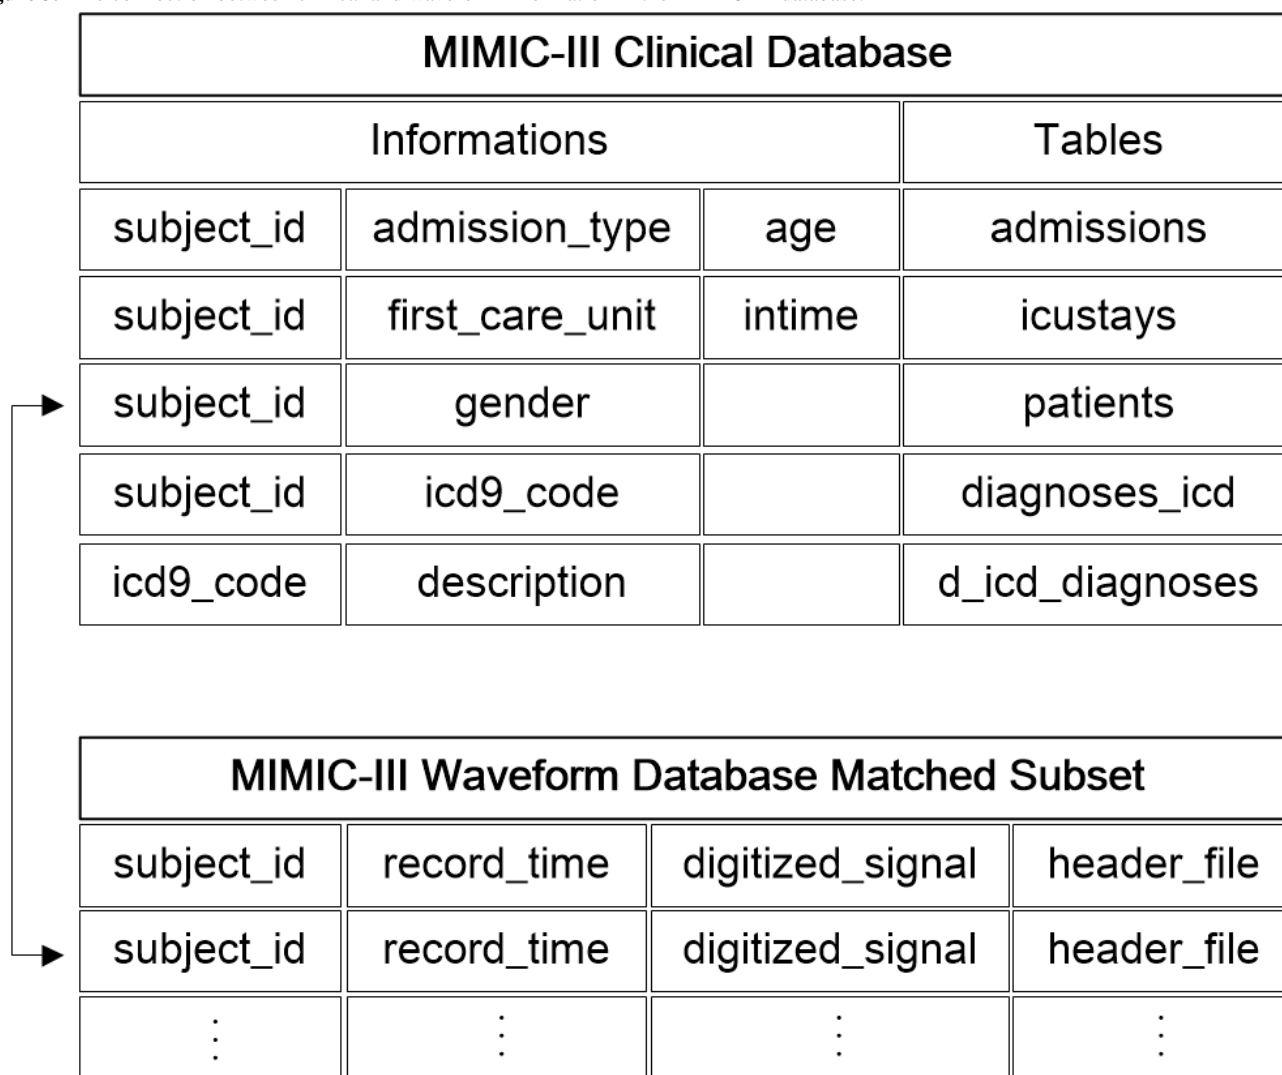 MIMIC-III Clinical Database
Informations Tables
subject_id admission_type age admissions
subject_id first_care_unit intime icustays
subject_id gender patients
subject_id icd9_code diagnoses_icd
icd9_code description d_icd_diagnoses
MIMIC-III Waveform Database Matched Subset
subject_id record_time digitized_signal header_file
subject_id record_time digitized_signal header_file
⋮ ⋮ ⋮ ⋮